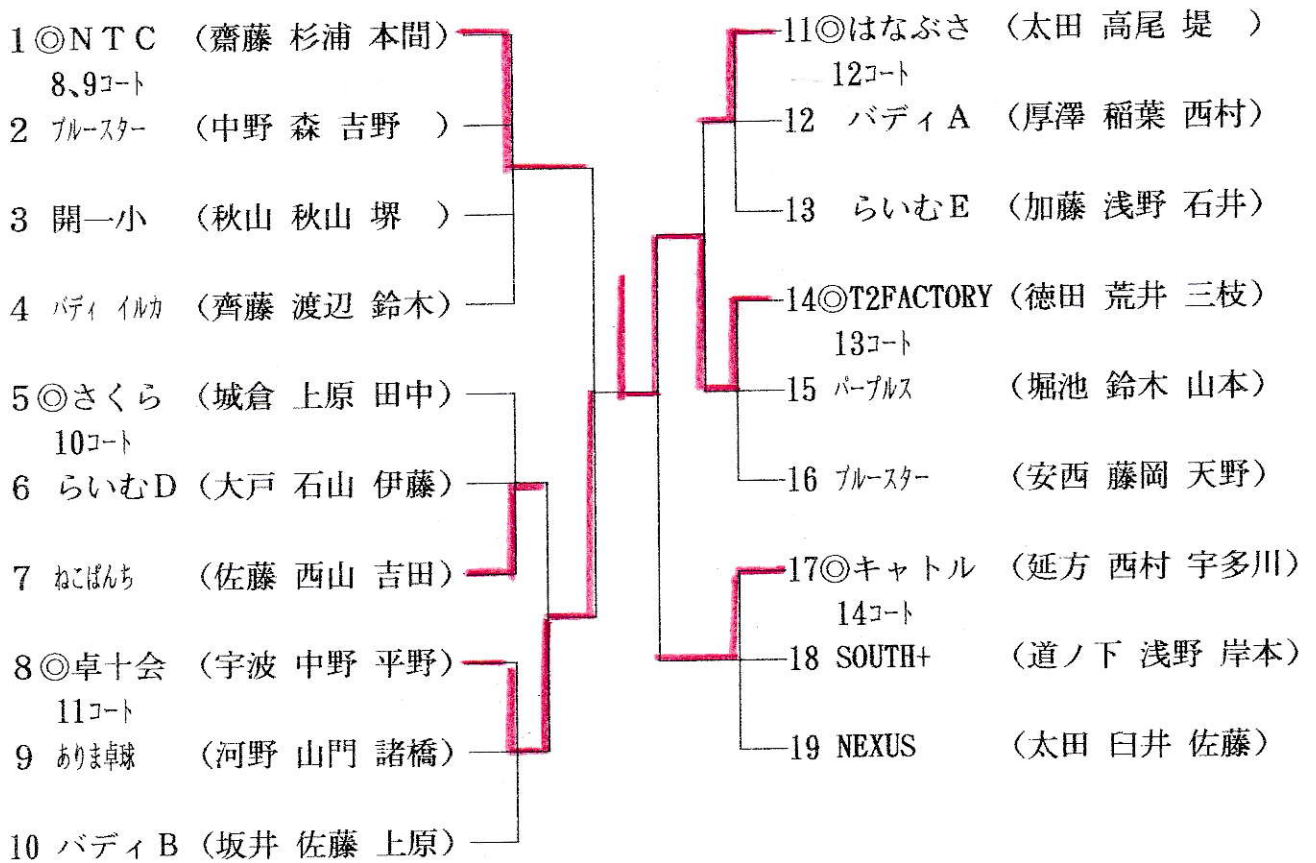 1 ◎NTC (齋藤 杉浦 本間)
8、9コート
2 ブルースター (中野 森 吉野 )
3 開一小 (秋山 秋山 堺 )
4 バディ イルカ (齊藤 渡辺 鈴木)
5 ◎さくら (城倉 上原 田中)
10コート
6 らいむD (大戸 石山 伊藤)
7 ねこぱんち (佐藤 西山 吉田)
8 ◎卓十会 (宇波 中野 平野)
11コート
9 ありま卓球 (河野 山門 諸橋)
10 バディB (坂井 佐藤 上原)
11◎はなぶさ (太田 高尾 堤 )
12コート
12 バディA (厚澤 稲葉 西村)
13 らいむE (加藤 浅野 石井)
14◎T2FACTORY (徳田 荒井 三枝)
13コート
15 パープルス (堀池 鈴木 山本)
16 ブルースター (安西 藤岡 天野)
17◎キャトル (延方 西村 宇多川)
14コート
18 SOUTH+ (道ノ下 浅野 岸本)
19 NEXUS (太田 臼井 佐藤)